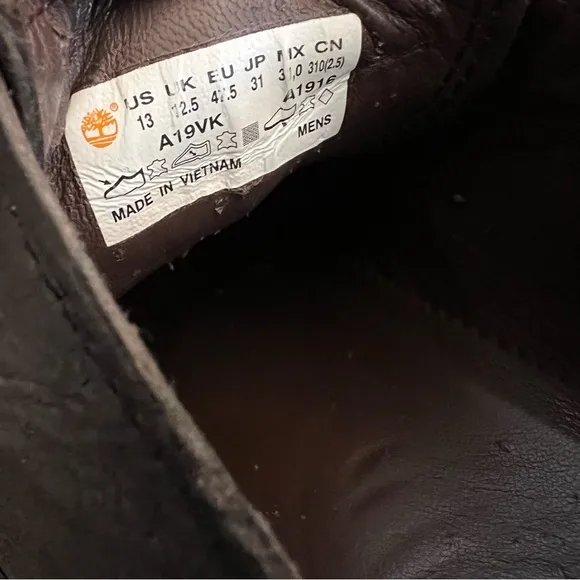 US UK EU JP MX CN
13 12.5 47.5 31 31,0 310(2.5)
A19VK A1916
MENS
MADE IN VIETNAM